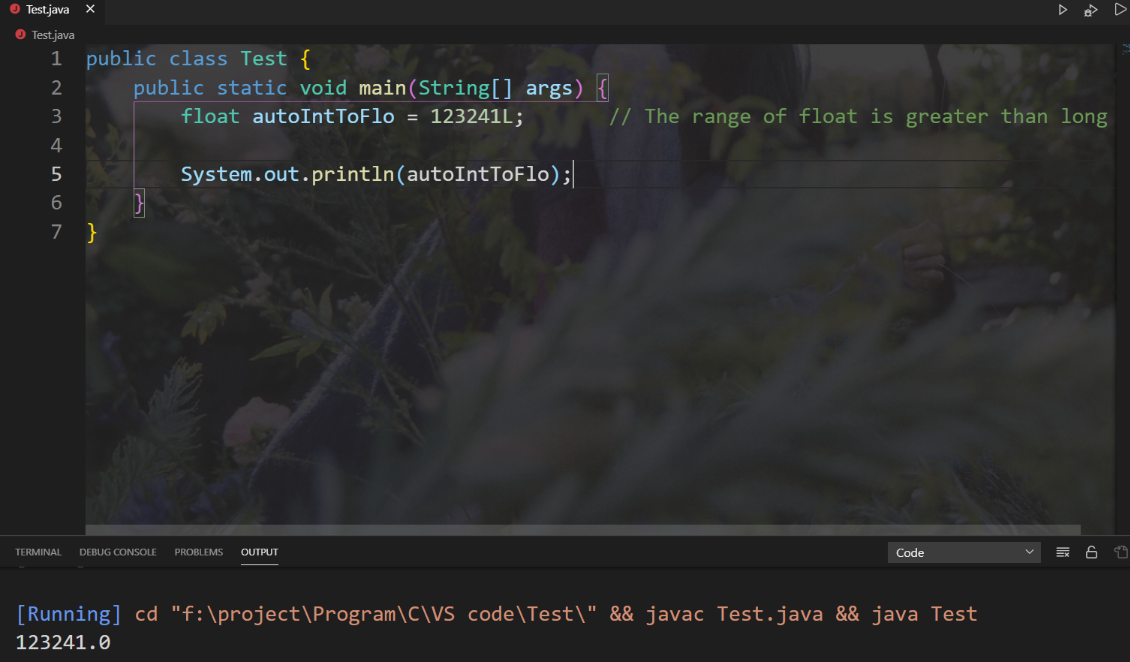 Test.java
Test.java
1 public class Test {
2 public static void main(String[] args) {
3 float autoIntToFlo = 123241L; // The range of float is greater than long
4
5 System.out.println(autoIntToFlo);
6 }
7 }
TERMINAL DEBUG CONSOLE PROBLEMS OUTPUT Code
[Running] cd "f:\project\Program\C\VS code\Test\" && javac Test.java && java Test
123241.0